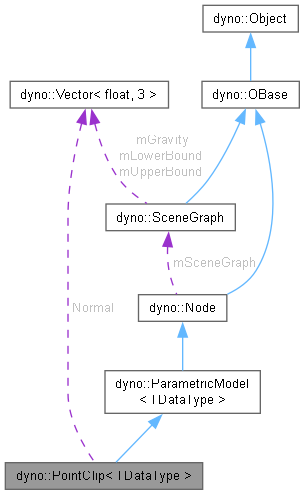 dyno::Object
dyno::Vector< float, 3 >
dyno::OBase
mGravity
mLowerBound
mUpperBound
dyno::SceneGraph
mSceneGraph
Normal
dyno::Node
dyno::ParametricModel
< TDataType >
dyno::PointClip< TDataType >